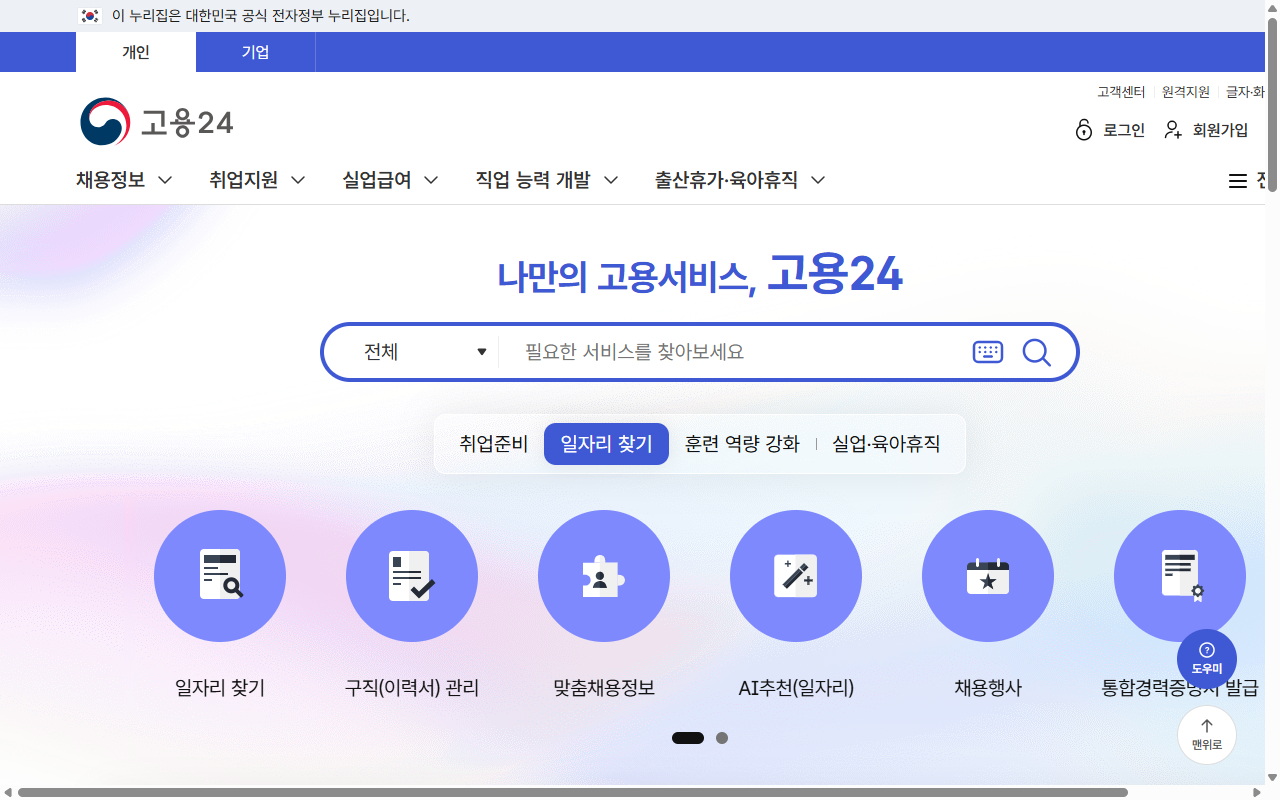 이 누리집은 대한민국 공식 전자정부 누리집입니다.
개인 기업
고객센터 원격지원 글자·화
고용24
로그인 회원가입
채용정보 취업지원 실업급여 직업 능력 개발 출산휴가·육아휴직
나만의 고용서비스, 고용24
전체 필요한 서비스를 찾아보세요
취업준비 일자리 찾기 훈련 역량 강화 실업·육아휴직
일자리 찾기 구직(이력서) 관리 맞춤채용정보 AI추천(일자리) 채용행사 통합경력증명서 발급
도우미
맨위로